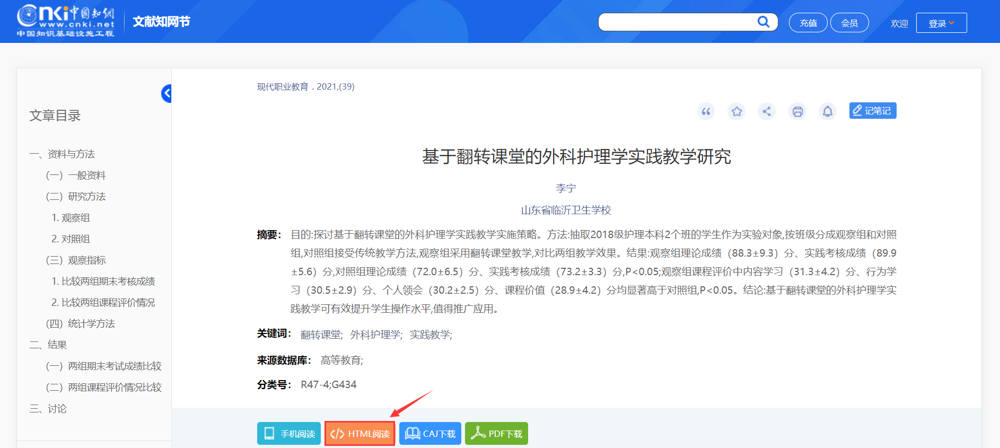 cnki中国知网
www.cnki.net
中国知识基础设施工程
文献知网节
充值
会员
欢迎
登录
文章目录
一、资料与方法
（一）一般资料
（二）研究方法
1. 观察组
2. 对照组
（三）观察指标
1. 比较两组期末考核成绩
2. 比较两组课程评价情况
（四）统计学方法
二、结果
（一）两组期末考试成绩比较
（二）两组课程评价情况比较
三、讨论
现代职业教育 . 2021,(39)
记笔记
基于翻转课堂的外科护理学实践教学研究
李宁
山东省临沂卫生学校
摘要： 目的:探讨基于翻转课堂的外科护理学实践教学实施策略。方法:抽取2018级护理本科2个班的学生作为实验对象,按班级分成观察组和对照
组,对照组接受传统教学方法,观察组采用翻转课堂教学,对比两组教学效果。结果:观察组理论成绩（88.3±9.3）分、实践考核成绩（89.9
±5.6）分,对照组理论成绩（72.0±6.5）分、实践考核成绩（73.2±3.3）分,P<0.05;观察组课程评价中内容学习（31.3±4.2）分、行为学
习（30.5±2.9）分、个人领会（30.2±2.5）分、课程价值（28.9±4.2）分均显著高于对照组,P<0.05。结论:基于翻转课堂的外科护理学实
践教学可有效提升学生操作水平,值得推广应用。
关键词： 翻转课堂; 外科护理学; 实践教学;
来源数据库： 高等教育;
分类号： R47-4;G434
手机阅读
HTML阅读
CAJ下载
PDF下载